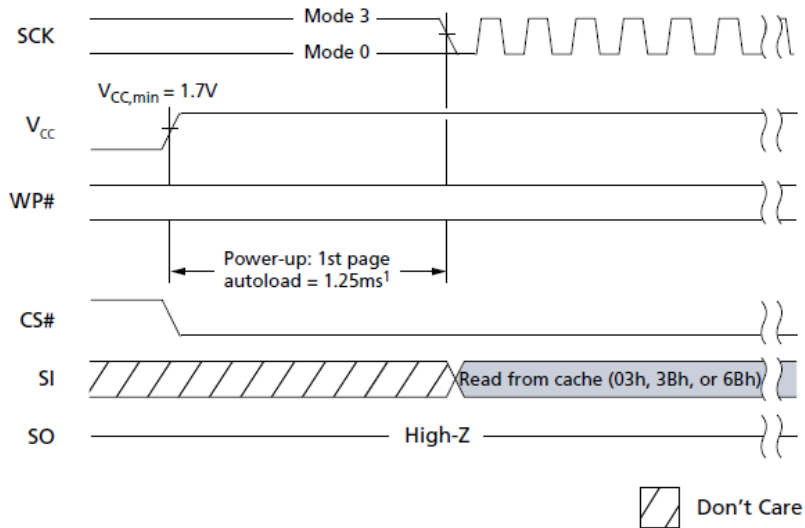 SCK
Mode 3
Mode 0
V_CC,min = 1.7V
V_CC
WP#
Power-up: 1st page
autoload = 1.25ms¹
CS#
SI
Read from cache (03h, 3Bh, or 6Bh)
SO
High-Z
Don't Care